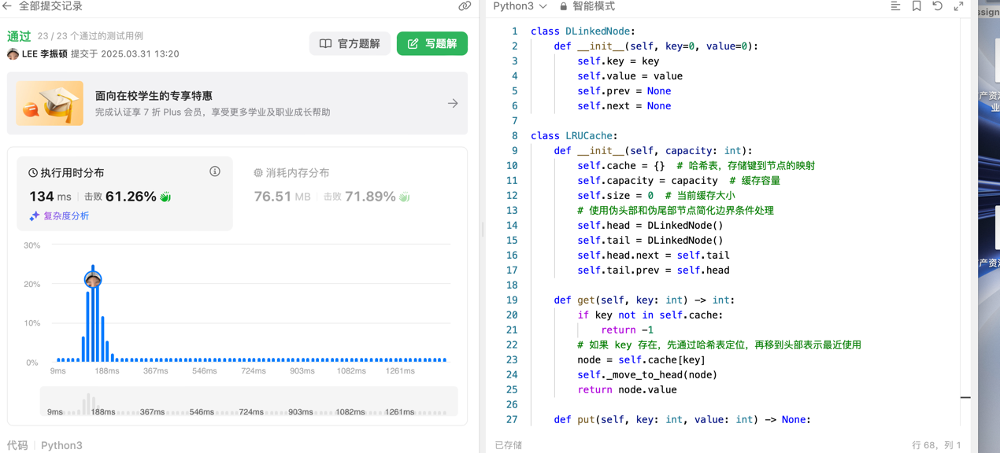 全部提交记录
通过 23 / 23 个通过的测试用例
LEE 李振硕 提交于 2025.03.31 13:20
官方题解
写题解
面向在校学生的专享特惠
完成认证享 7 折 Plus 会员，享受更多学业及职业成长帮助
执行用时分布
134 ms 击败 61.26%
复杂度分析
消耗内存分布
76.51 MB 击败 71.89%
30%
20%
10%
0%
9ms 188ms 367ms 546ms 724ms 903ms 1082ms 1261ms
9ms 188ms 367ms 546ms 724ms 903ms 1082ms 1261ms
代码 Python3
Python3 智能模式
1 class DLinkedNode:
2 def __init__(self, key=0, value=0):
3 self.key = key
4 self.value = value
5 self.prev = None
6 self.next = None
7
8 class LRUCache:
9 def __init__(self, capacity: int):
10 self.cache = {} # 哈希表，存储键到节点的映射
11 self.capacity = capacity # 缓存容量
12 self.size = 0 # 当前缓存大小
13 # 使用伪头部和伪尾部节点简化边界条件处理
14 self.head = DLinkedNode()
15 self.tail = DLinkedNode()
16 self.head.next = self.tail
17 self.tail.prev = self.head
18
19 def get(self, key: int) -> int:
20 if key not in self.cache:
21 return -1
22 # 如果 key 存在，先通过哈希表定位，再移到头部表示最近使用
23 node = self.cache[key]
24 self._move_to_head(node)
25 return node.value
26
27 def put(self, key: int, value: int) -> None:
已存储
行 68，列 1
ssign
产资
业
产资